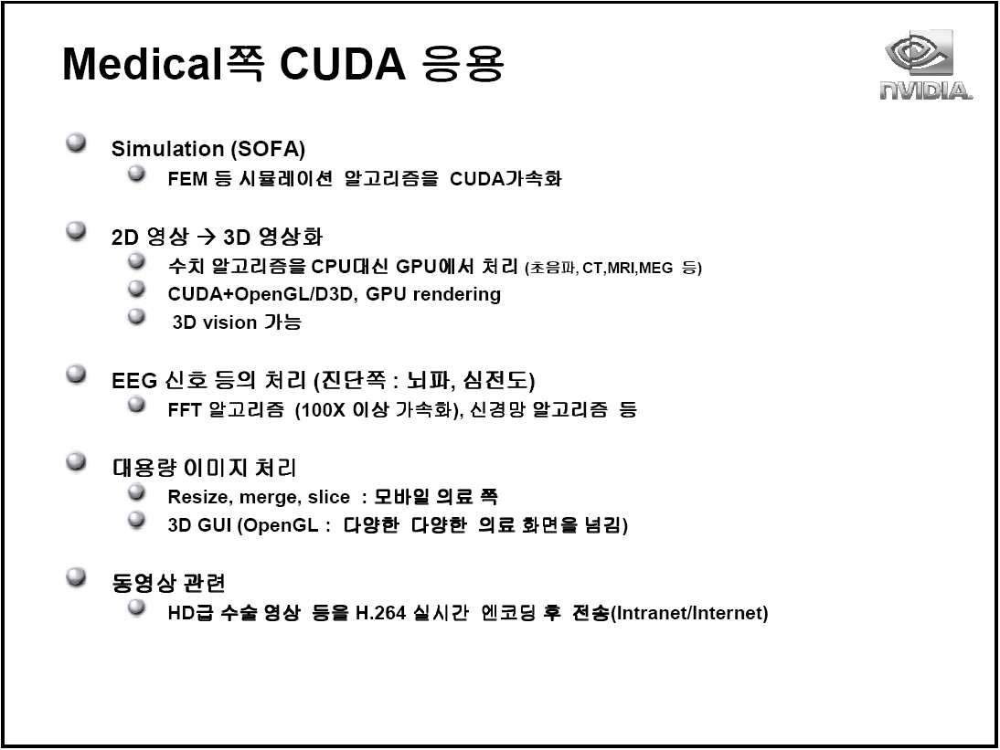 Medical쪽 CUDA 응용
NVIDIA.
Simulation (SOFA)
FEM 등 시뮬레이션 알고리즘을 CUDA가속화
2D 영상 → 3D 영상화
수치 알고리즘을 CPU대신 GPU에서 처리 (초음파, CT,MRI,MEG 등)
CUDA+OpenGL/D3D, GPU rendering
3D vision 가능
EEG 신호 등의 처리 (진단쪽 : 뇌파, 심전도)
FFT 알고리즘 (100X 이상 가속화), 신경망 알고리즘 등
대용량 이미지 처리
Resize, merge, slice : 모바일 의료 쪽
3D GUI (OpenGL : 다양한 다양한 의료 화면을 넘김)
동영상 관련
HD급 수술 영상 등을 H.264 실시간 엔코딩 후 전송(Intranet/Internet)